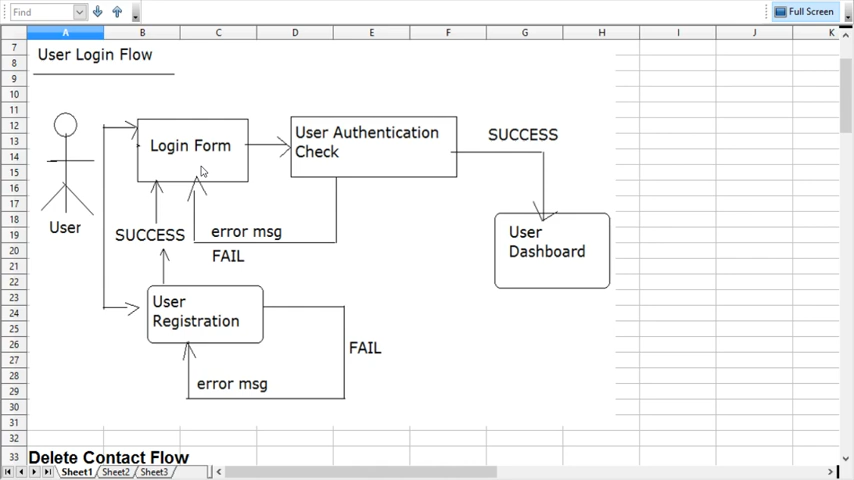 Find
Full Screen
A B C D E F G H I J K
7
User Login Flow
8
9
10
11
12
User Authentication
13
Login Form
SUCCESS
14
Check
15
16
17
18
User
error msg
User
19
SUCCESS
20
FAIL
Dashboard
21
22
23
User
24
Registration
25
26
FAIL
27
28
error msg
29
30
31
32
33
Delete Contact Flow
Sheet1 Sheet2 Sheet3